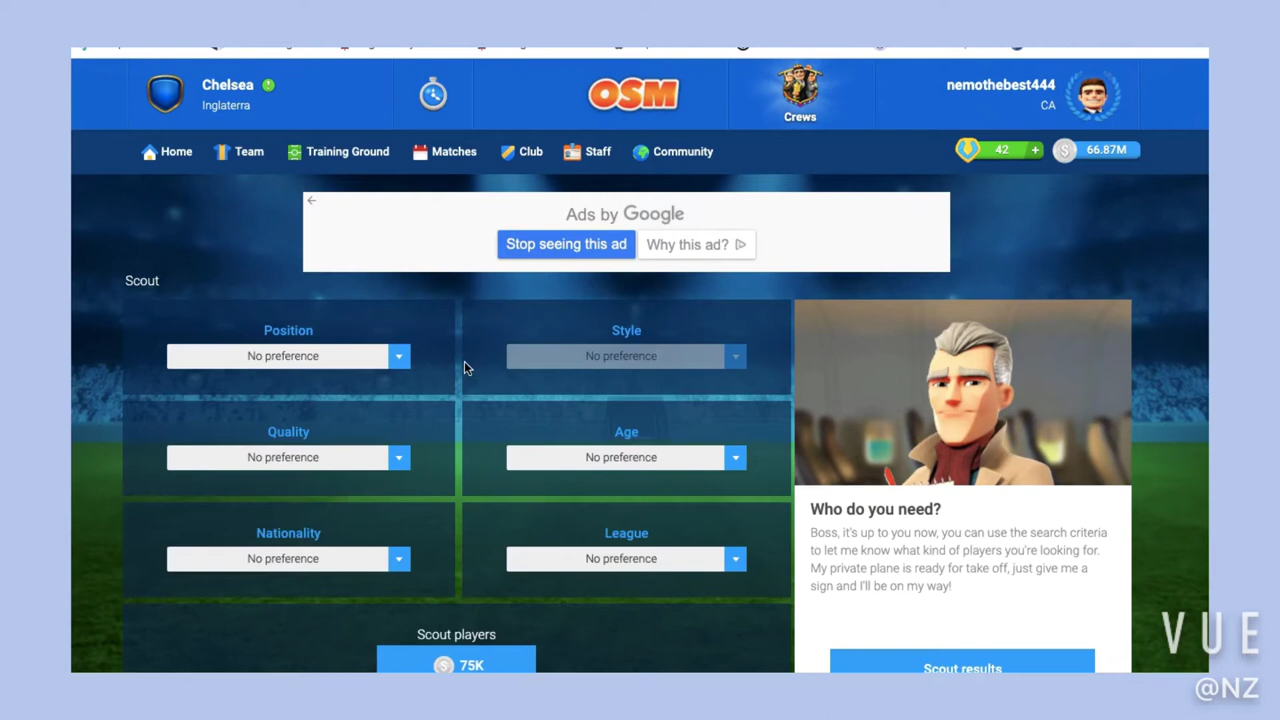 Chelsea
Inglaterra
OSM
Crews
nemothebest444
CA
Home
Team
Training Ground
Matches
Club
Staff
Community
42
+
66.87M
Ads by Google
Stop seeing this ad
Why this ad?
Scout
Position
No preference
Style
No preference
Quality
No preference
Age
No preference
Nationality
No preference
League
No preference
Scout players
75K
Who do you need?
Boss, it's up to you now, you can use the search criteria
to let me know what kind of players you're looking for.
My private plane is ready for take off, just give me a
sign and I'll be on my way!
Scout results
VUE
@NZ